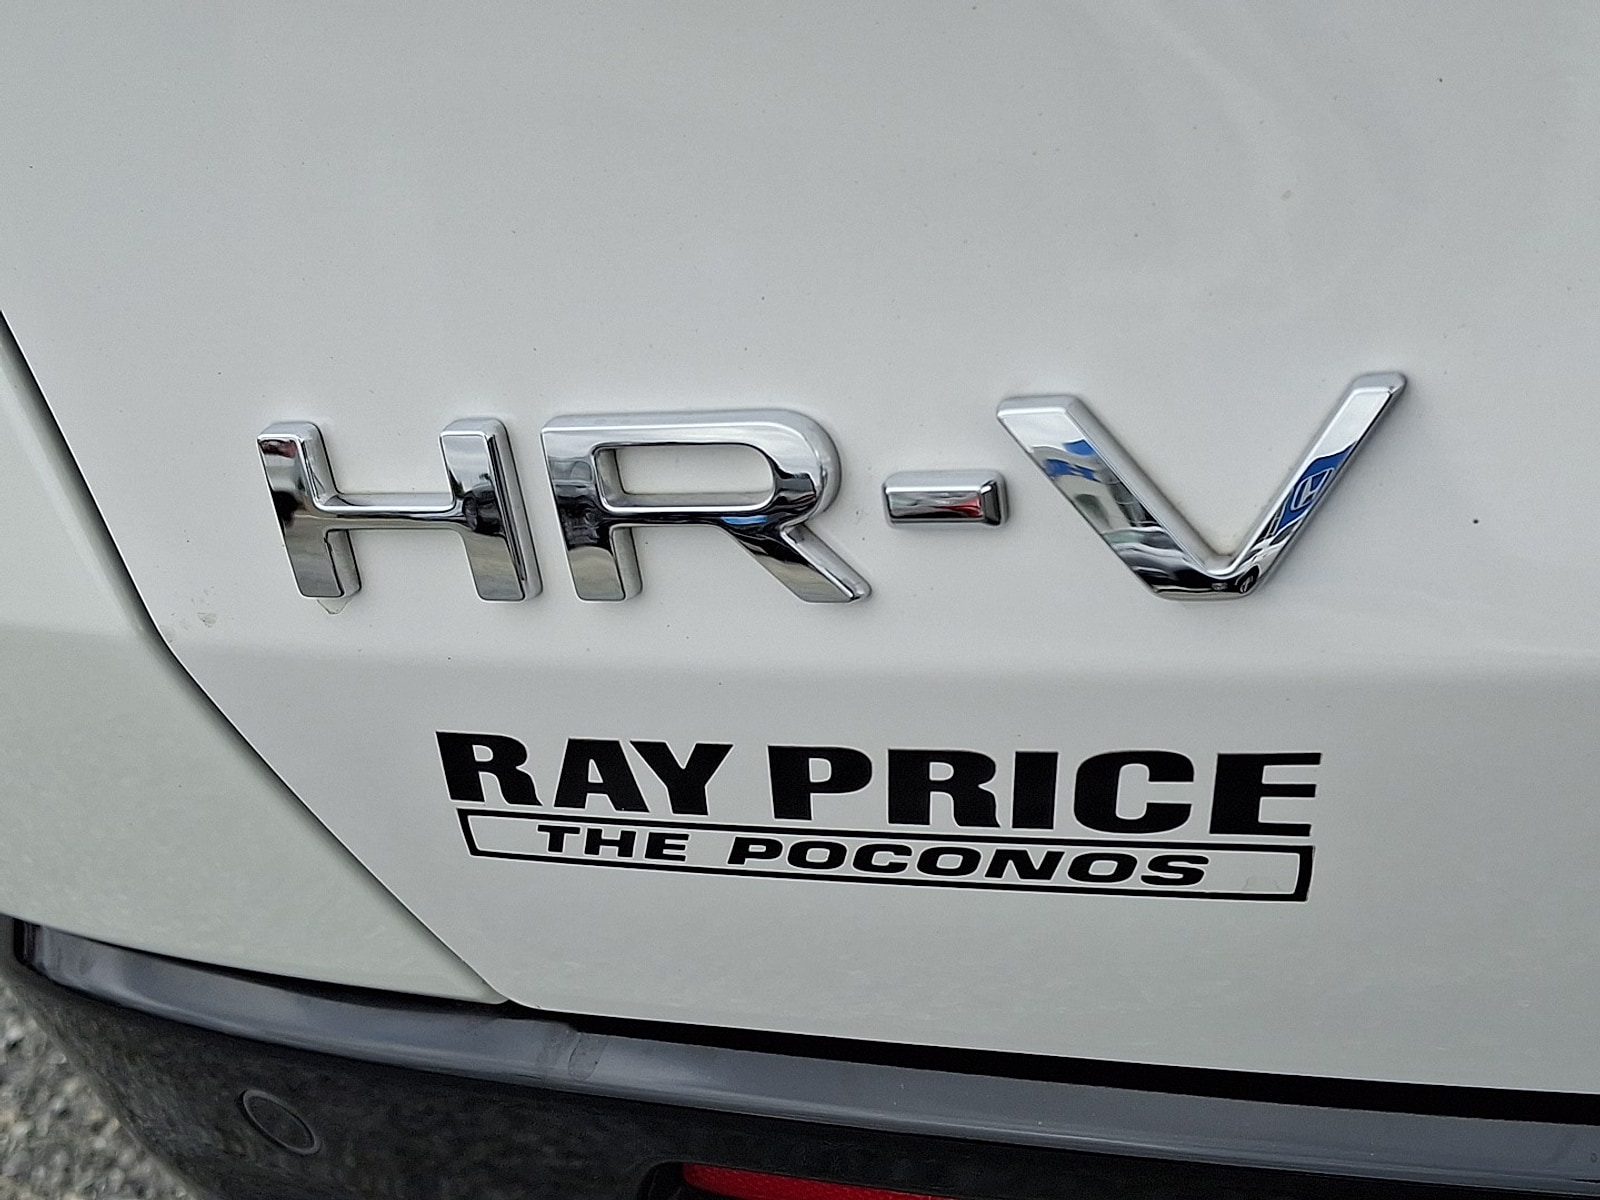 HR-V
RAY PRICE
THE POCONOS